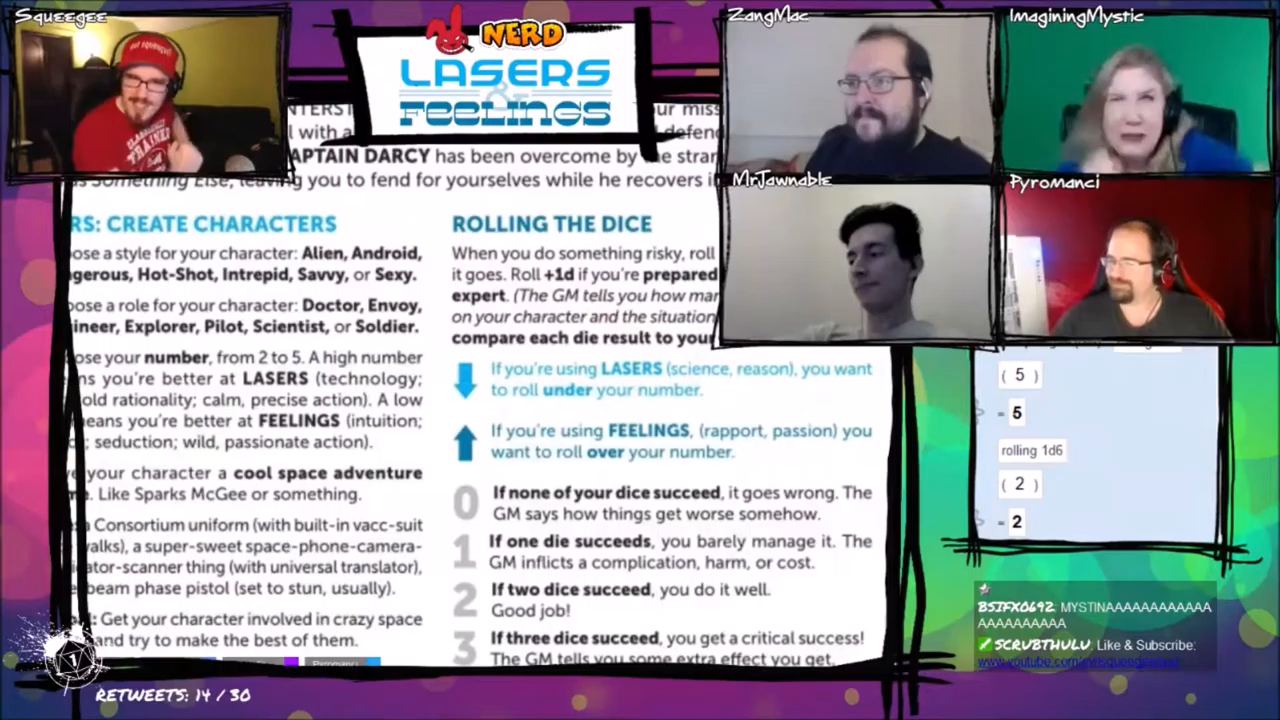 Squeegee
NERD
LASERS
&
FEELINGS
ZangMac
ImaginingMystic
MrJawnable
Pyromanci
got squeegee?
TRAINED
APTAIN DARCY has been overcome by the stran
Something Else, leaving you to fend for yourselves while he recovers i
RS: CREATE CHARACTERS
ose a style for your character: Alien, Android,
gerous, Hot-Shot, Intrepid, Savvy, or Sexy.
oose a role for your character: Doctor, Envoy,
ineer, Explorer, Pilot, Scientist, or Soldier.
ose your number, from 2 to 5. A high number
ns you're better at LASERS (technology;
old rationality; calm, precise action). A low
means you're better at FEELINGS (intuition;
; seduction; wild, passionate action).
e your character a cool space adventure
Like Sparks McGee or something.
a Consortium uniform (with built-in vacc-suit
walks), a super-sweet space-phone-camera-
icator-scanner thing (with universal translator),
beam phase pistol (set to stun, usually).
Get your character involved in crazy space
and try to make the best of them.
ROLLING THE DICE
When you do something risky, roll
it goes. Roll +1d if you're prepared
expert. (The GM tells you how man
on your character and the situation
compare each die result to your
If you're using LASERS (science, reason), you want
to roll under your number.
If you're using FEELINGS, (rapport, passion) you
want to roll over your number.
0 If none of your dice succeed, it goes wrong. The
GM says how things get worse somehow.
1 If one die succeeds, you barely manage it. The
GM inflicts a complication, harm, or cost.
2 If two dice succeed, you do it well.
Good job!
3 If three dice succeed, you get a critical success!
The GM tells you some extra effect you get.
( 5 )
= 5
rolling 1d6
( 2 )
= 2
BSIFX0692: MYSTINAAAAAAAAAAAA
AAAAAAAAAA
SCRUBTHULU: Like & Subscribe:
1
RETWEETS: 14 / 30